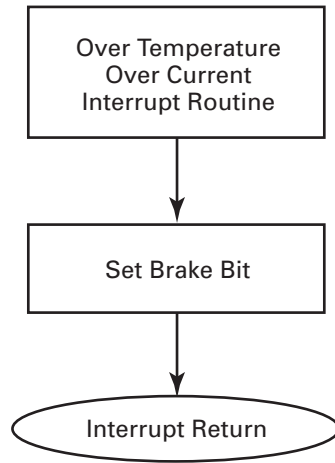 Over Temperature
Over Current
Interrupt Routine
Set Brake Bit
Interrupt Return